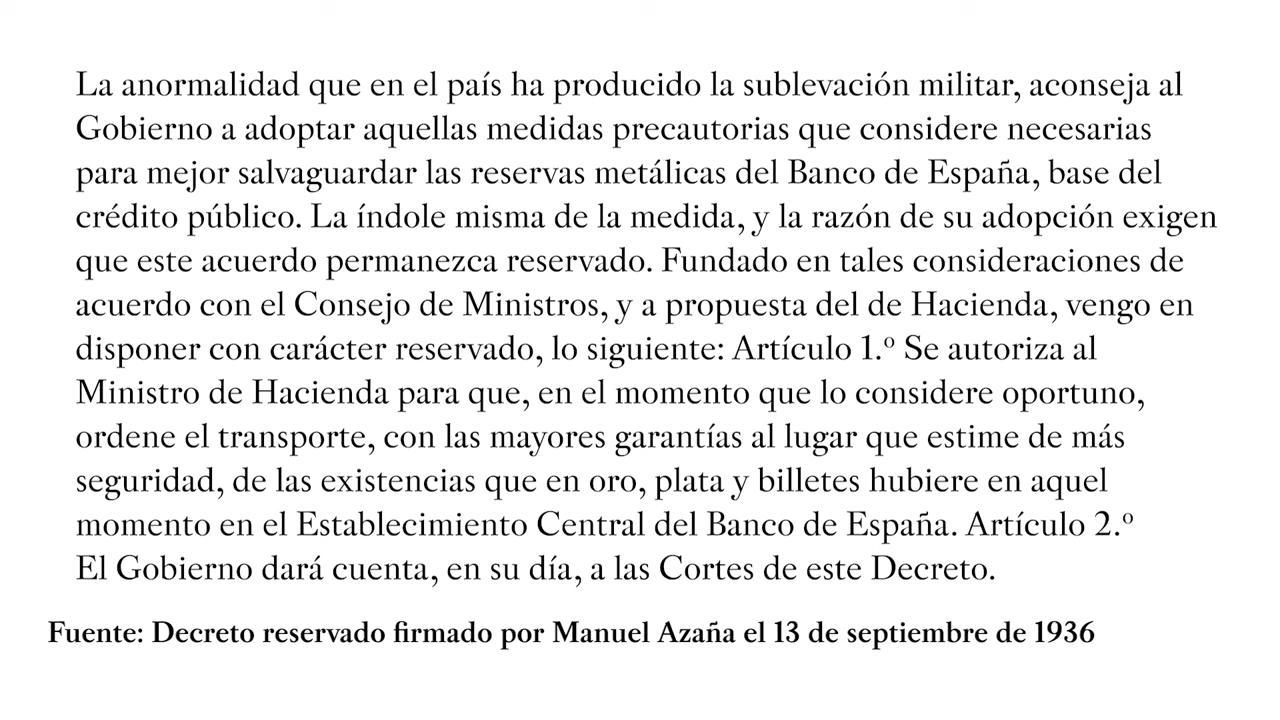 La anormalidad que en el país ha producido la sublevación militar, aconseja al
Gobierno a adoptar aquellas medidas precautorias que considere necesarias
para mejor salvaguardar las reservas metálicas del Banco de España, base del
crédito público. La índole misma de la medida, y la razón de su adopción exigen
que este acuerdo permanezca reservado. Fundado en tales consideraciones de
acuerdo con el Consejo de Ministros, y a propuesta del de Hacienda, vengo en
disponer con carácter reservado, lo siguiente: Artículo 1.º Se autoriza al
Ministro de Hacienda para que, en el momento que lo considere oportuno,
ordene el transporte, con las mayores garantías al lugar que estime de más
seguridad, de las existencias que en oro, plata y billetes hubiere en aquel
momento en el Establecimiento Central del Banco de España. Artículo 2.º
El Gobierno dará cuenta, en su día, a las Cortes de este Decreto.
Fuente: Decreto reservado firmado por Manuel Azaña el 13 de septiembre de 1936